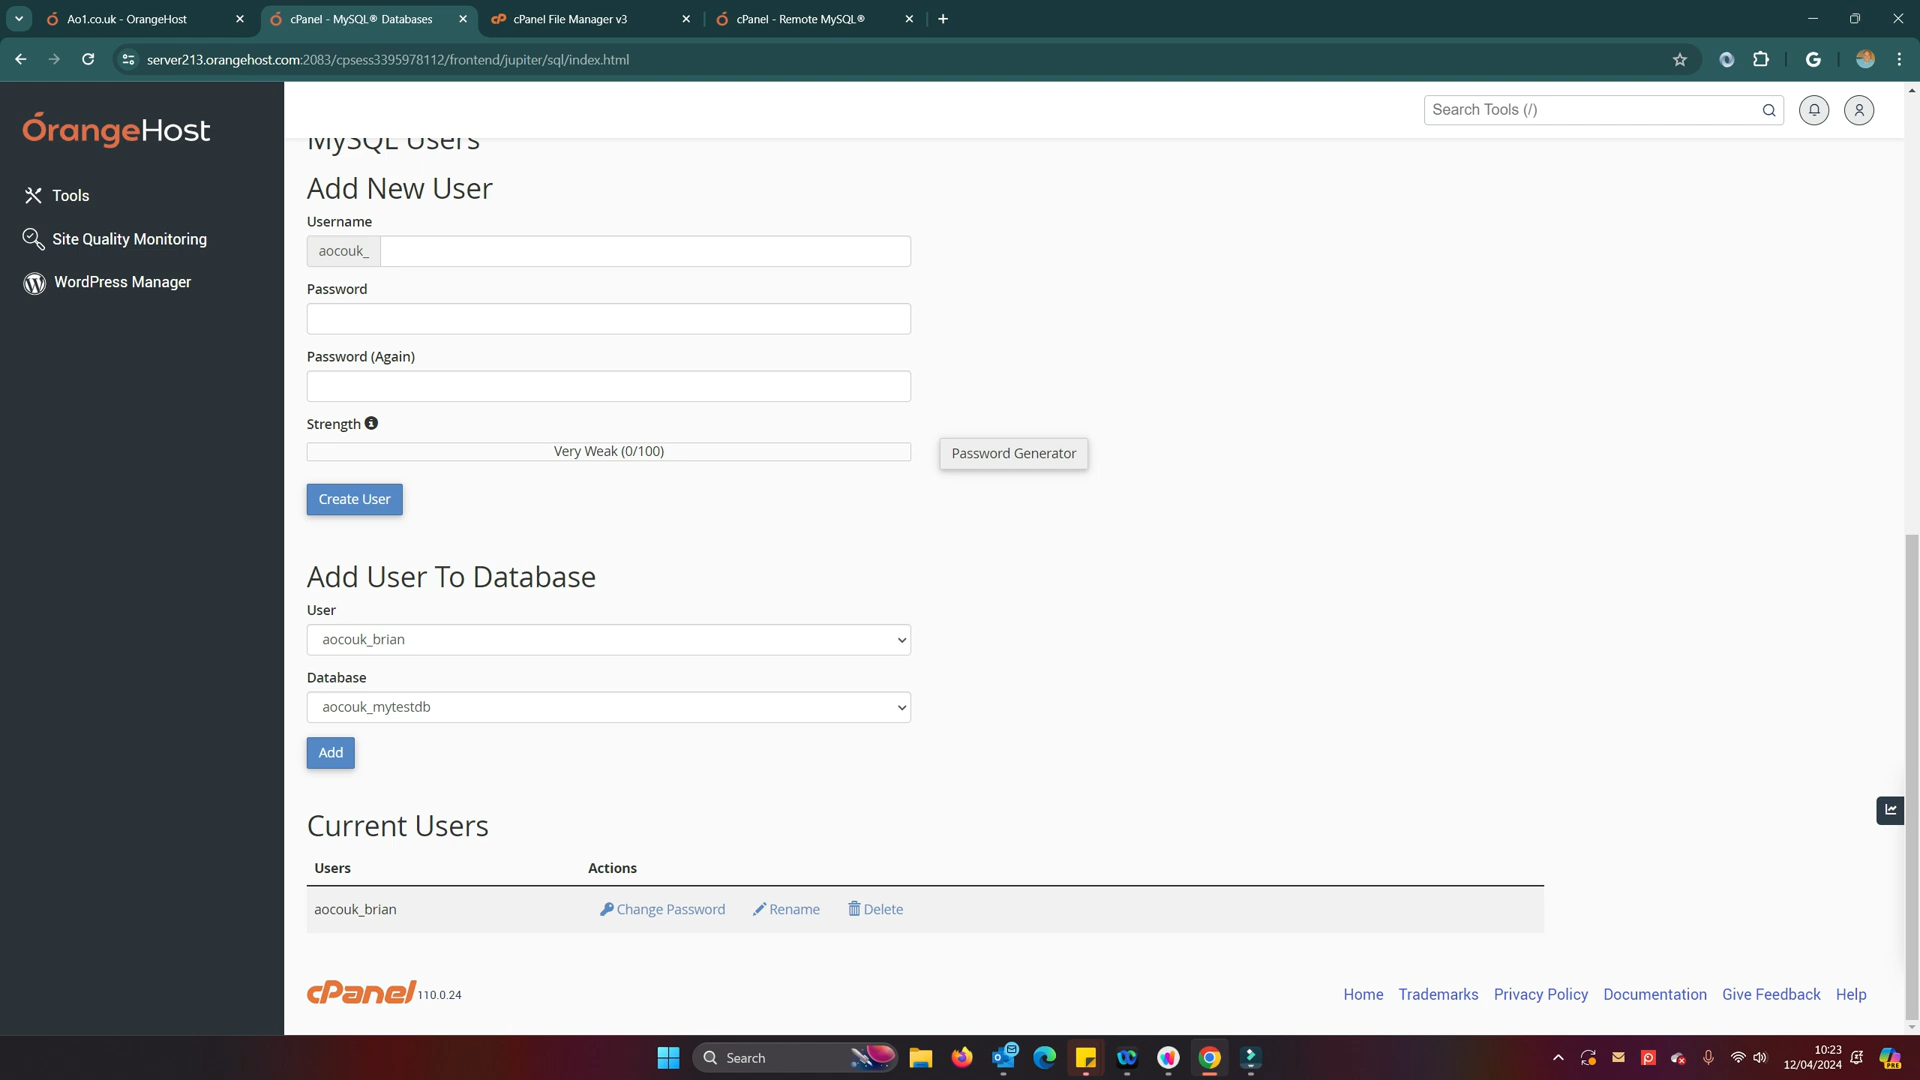 Ao1.co.uk - OrangeHost
cPanel - MySQL® Databases
cPanel File Manager v3
cPanel - Remote MySQL®
server213.orangehost.com:2083/cpsess3395978112/frontend/jupiter/sql/index.html
OrangeHost
Search Tools (/)
Tools
Site Quality Monitoring
WordPress Manager
MySQL Users
Add New User
Username
aocouk_
Password
Password (Again)
Strength
Very Weak (0/100)
Password Generator
Create User
Add User To Database
User
aocouk_brian
Database
aocouk_mytestdb
Add
Current Users
Users Actions
aocouk_brian Change Password Rename Delete
cPanel 110.0.24
Home Trademarks Privacy Policy Documentation Give Feedback Help
Search
10:23
12/04/2024
PRE